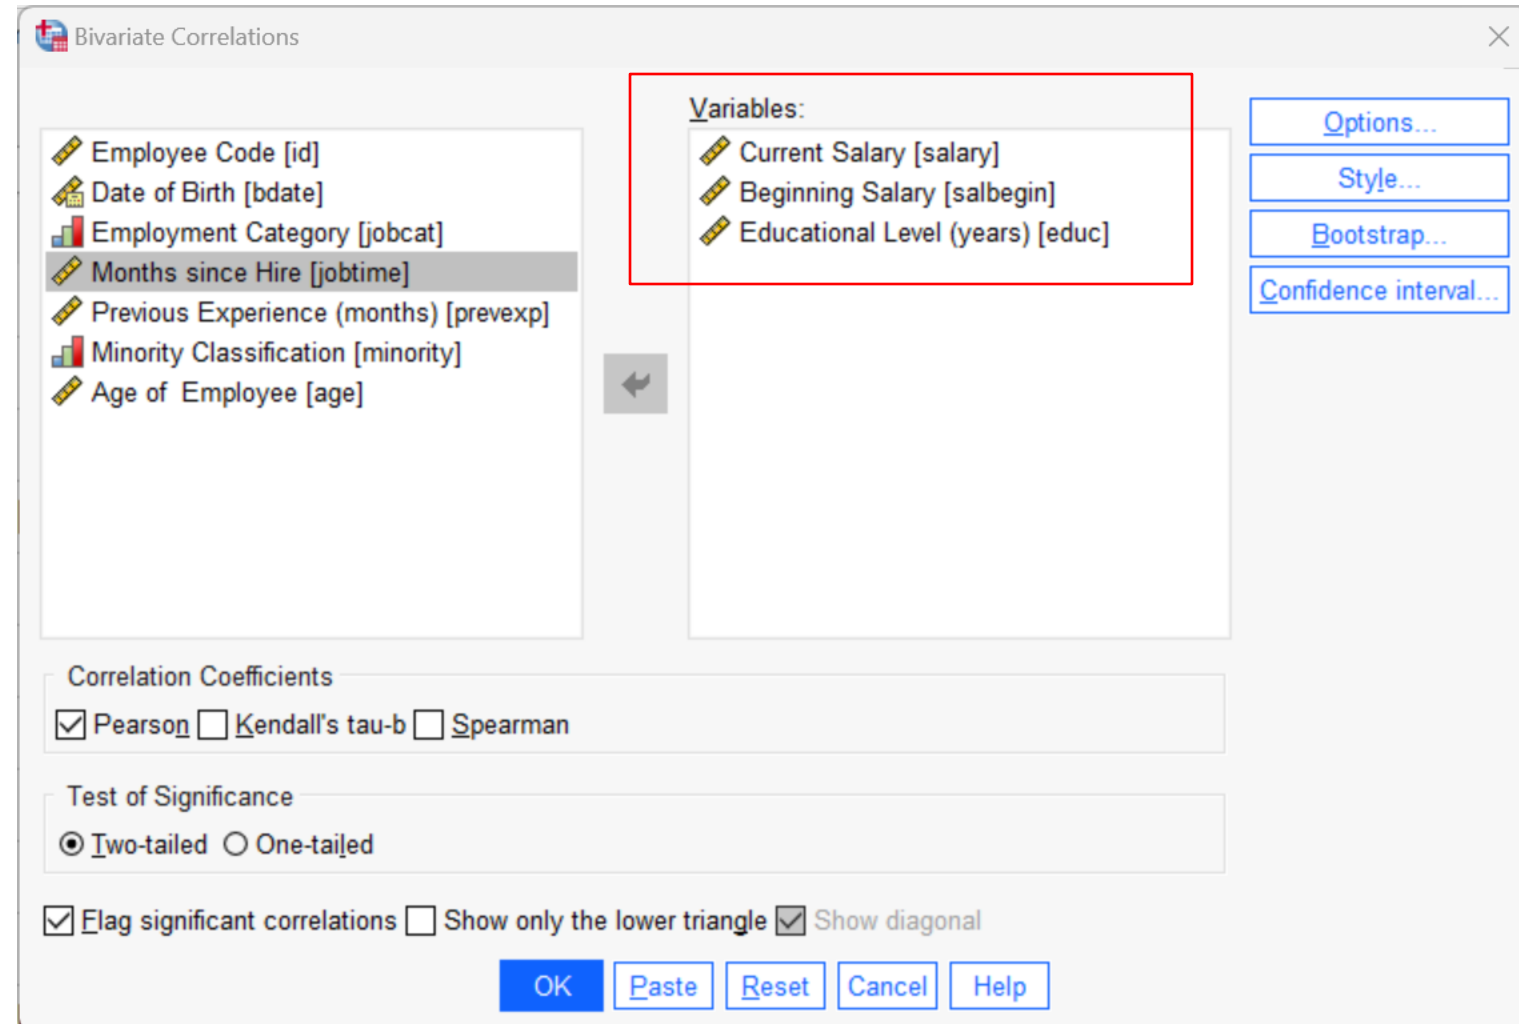 Bivariate Correlations
Variables:
Employee Code [id]
Date of Birth [bdate]
Employment Category [jobcat]
Months since Hire [jobtime]
Previous Experience (months) [prevexp]
Minority Classification [minority]
Age of  Employee [age]
Current Salary [salary]
Beginning Salary [salbegin]
Educational Level (years) [educ]
Options...
Style...
Bootstrap...
Confidence interval...
Correlation Coefficients
Pearson Kendall's tau-b Spearman
Test of Significance
Two-tailed One-tailed
Flag significant correlations Show only the lower triangle Show diagonal
OK Paste Reset Cancel Help